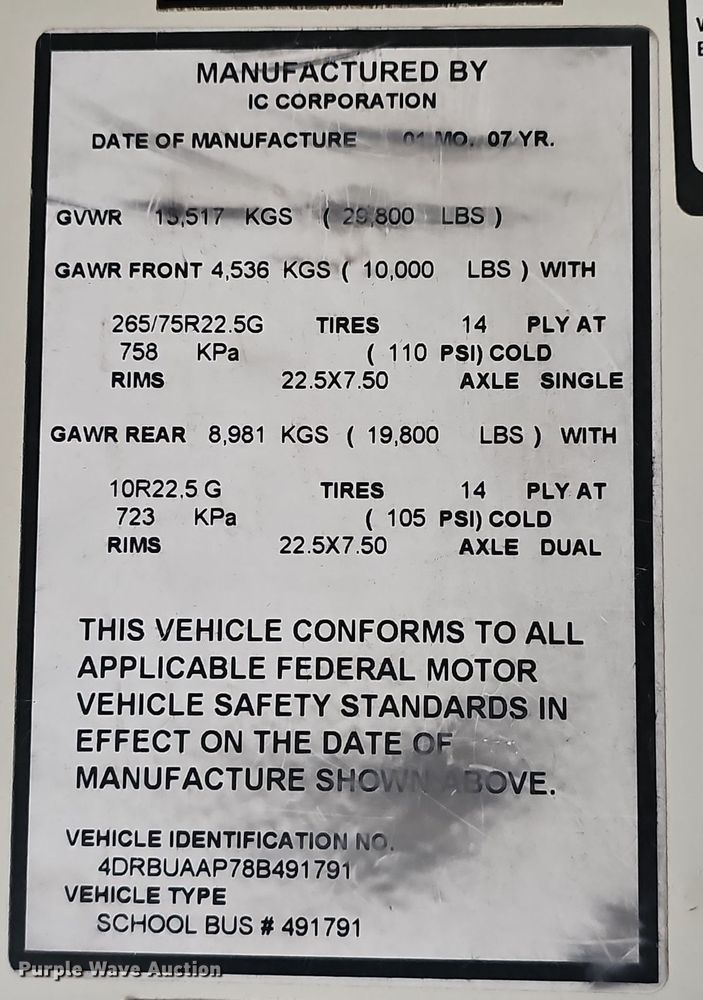 MANUFACTURED BY
IC CORPORATION
DATE OF MANUFACTURE 01 MO. 07 YR.
GVWR 13,517 KGS ( 29,800 LBS )
GAWR FRONT 4,536 KGS ( 10,000 LBS ) WITH
265/75R22.5G TIRES 14 PLY AT
758 KPa ( 110 PSI) COLD
RIMS 22.5X7.50 AXLE SINGLE
GAWR REAR 8,981 KGS ( 19,800 LBS ) WITH
10R22.5 G TIRES 14 PLY AT
723 KPa ( 105 PSI) COLD
RIMS 22.5X7.50 AXLE DUAL
THIS VEHICLE CONFORMS TO ALL
APPLICABLE FEDERAL MOTOR
VEHICLE SAFETY STANDARDS IN
EFFECT ON THE DATE OF
MANUFACTURE SHOWN ABOVE.
VEHICLE IDENTIFICATION NO.
4DRBUAAP78B491791
VEHICLE TYPE
SCHOOL BUS # 491791
Purple Wave Auction